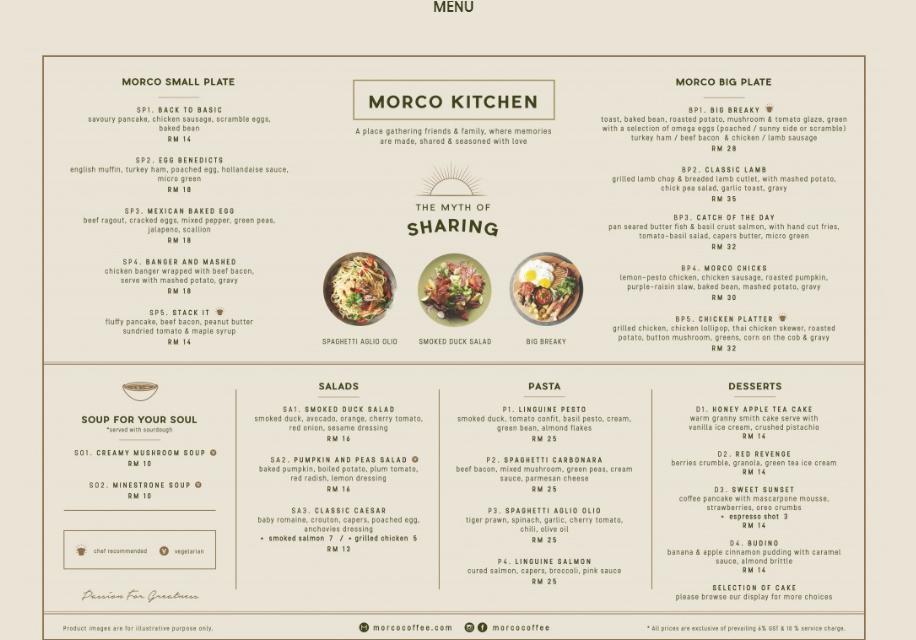 MENU
MORCO SMALL PLATE
SP1. BACK TO BASIC
savoury pancake, chicken sausage, scramble eggs,
baked bean
RM 14
SP2. EGG BENEDICTS
english muffin, turkey ham, poached egg, hollandaise sauce,
micro green
RM 18
SP3. MEXICAN BAKED EGG
beef ragout, cracked eggs, mixed pepper, green peas,
jalapeno, scallion
RM 18
SP4. BANGER AND MASHED
chicken banger wrapped with beef bacon,
serve with mashed potato, gravy
RM 18
SP5. STACK IT
fluffy pancake, beef bacon, peanut butter
sundried tomato & maple syrup
RM 14
MORCO KITCHEN
A place gathering friends & family, where memories
are made, shared & seasoned with love
THE MYTH OF
SHARING
SPAGHETTI AGLIO OLIO
SMOKED DUCK SALAD
BIG BREAKY
MORCO BIG PLATE
BP1. BIG BREAKY
toast, baked bean, roasted potato, mushroom & tomato glaze, green
with a selection of omega eggs (poached / sunny side or scramble)
turkey ham / beef bacon & chicken / lamb sausage
RM 28
BP2. CLASSIC LAMB
grilled lamb chop & breaded lamb cutlet, with mashed potato,
chick pea salad, garlic toast, gravy
RM 35
BP3. CATCH OF THE DAY
pan seared butter fish & basil crust salmon, with hand cut fries,
tomato-basil salad, capers butter, micro green
RM 32
BP4. MORCO CHICKS
lemon-pesto chicken, chicken sausage, roasted pumpkin,
purple-raisin slaw, baked bean, mashed potato, gravy
RM 30
BP5. CHICKEN PLATTER
grilled chicken, chicken lollipop, thai chicken skewer, roasted
potato, button mushroom, greens, corn on the cob & gravy
RM 32
SOUP FOR YOUR SOUL
*served with sourdough
SO1. CREAMY MUSHROOM SOUP V
RM 10
SO2. MINESTRONE SOUP V
RM 10
chef recommended
V vegetarian
Passion For Greatness
SALADS
SA1. SMOKED DUCK SALAD
smoked duck, avocado, orange, cherry tomato,
red onion, sesame dressing
RM 16
SA2. PUMPKIN AND PEAS SALAD V
baked pumpkin, boiled potato, plum tomato,
red radish, lemon dressing
RM 16
SA3. CLASSIC CAESAR
baby romaine, crouton, capers, poached egg,
anchovies dressing
+ smoked salmon 7 / + grilled chicken 5
RM 12
PASTA
P1. LINGUINE PESTO
smoked duck, tomato confit, basil pesto, cream,
green bean, almond flakes
RM 25
P2. SPAGHETTI CARBONARA
beef bacon, mixed mushroom, green peas, cream
sauce, parmesan cheese
RM 25
P3. SPAGHETTI AGLIO OLIO
tiger prawn, spinach, garlic, cherry tomato,
chili, olive oil
RM 25
P4. LINGUINE SALMON
cured salmon, capers, broccoli, pink sauce
RM 25
DESSERTS
D1. HONEY APPLE TEA CAKE
warm granny smith cake serve with
vanilla ice cream, crushed pistachio
RM 14
D2. RED REVENGE
berries crumble, granola, green tea ice cream
RM 14
D3. SWEET SUNSET
coffee pancake with mascarpone mousse,
strawberries, oreo crumbs
+ espresso shot 3
RM 14
D4. BUDINO
banana & apple cinnamon pudding with caramel
sauce, almond brittle
RM 14
SELECTION OF CAKE
please browse our display for more choices
Product images are for illustrative purpose only.
morcocoffee.com
morcocoffee
* All prices are exclusive of prevailing 6% GST & 10 % service charge.